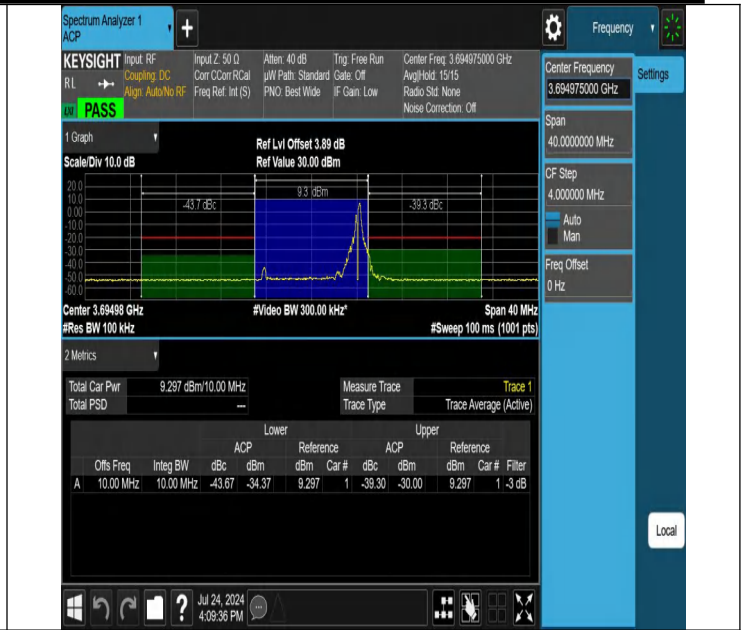 Spectrum Analyzer 1
ACP
Frequency
KEYSIGHT Input: RF Input Z: 50 Ω Atten: 40 dB Trig: Free Run Center Freq: 3.694975000 GHz
RL Coupling: DC Corr CCorr RCal µW Path: Standard Gate: Off Avg|Hold: 15/15
Align: Auto/No RF Freq Ref: Int (S) PNO: Best Wide IF Gain: Low Radio Std: None
PASS Noise Correction: Off
Center Frequency
3.694975000 GHz
Settings
Span
40.0000000 MHz
CF Step
4.000000 MHz
Auto
Man
Freq Offset
0 Hz
1 Graph
Ref Lvl Offset 3.89 dB
Scale/Div 10.0 dB Ref Value 30.00 dBm
20.0
10.0
0.00
-10.0
-20.0
-30.0
-40.0
-50.0
-60.0
-43.7 dBc 9.3 dBm -39.3 dBc
Center 3.69498 GHz #Video BW 300.00 kHz* Span 40 MHz
#Res BW 100 kHz #Sweep 100 ms (1001 pts)
2 Metrics
Total Car Pwr 9.297 dBm/10.00 MHz Measure Trace Trace 1
Total PSD --- Trace Type Trace Average (Active)
Lower Upper
ACP Reference ACP Reference
Offs Freq Integ BW dBc dBm dBm Car # dBc dBm dBm Car # Filter
A 10.00 MHz 10.00 MHz -43.67 -34.37 9.297 1 -39.30 -30.00 9.297 1 -3 dB
Local
Jul 24, 2024
4:09:36 PM